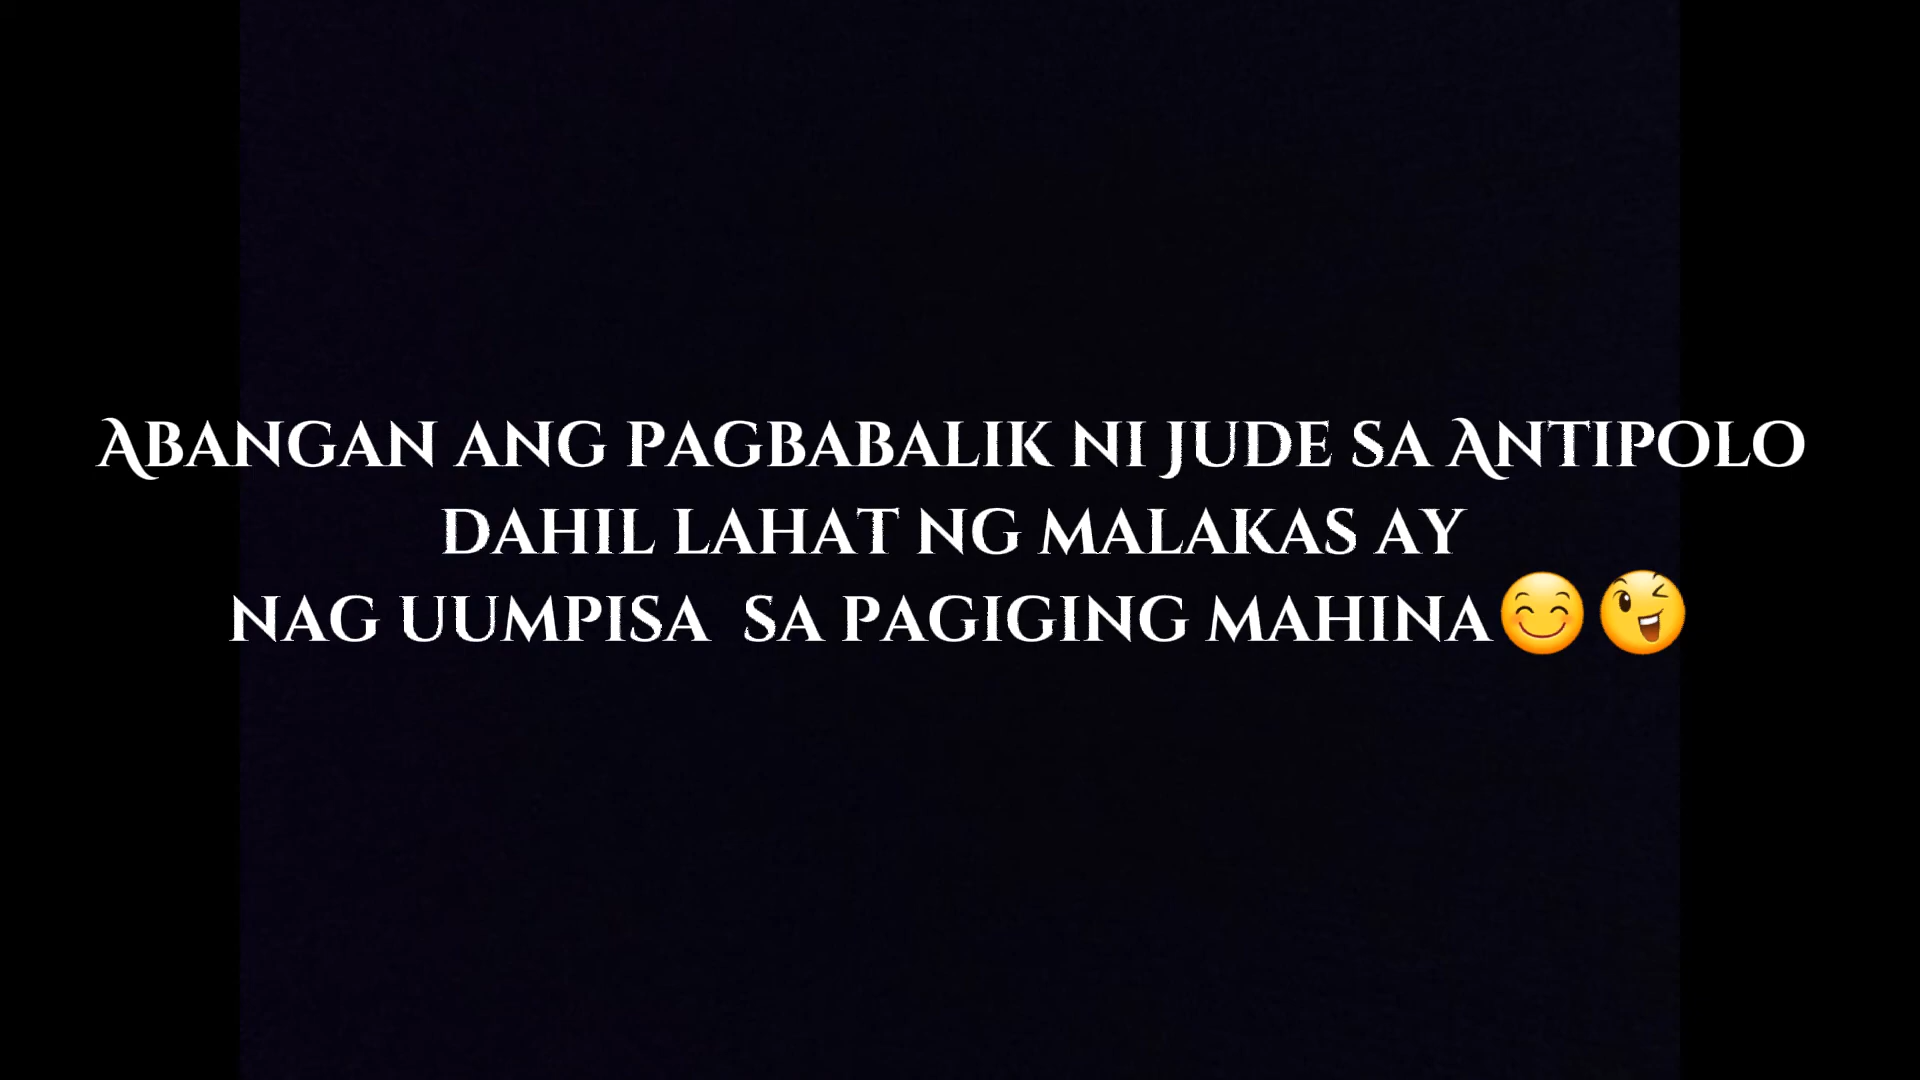 Abangan ang pagbabalik ni Jude sa Antipolo
dahil lahat ng malakas ay
nag uumpisa  sa pagiging mahina😊😉